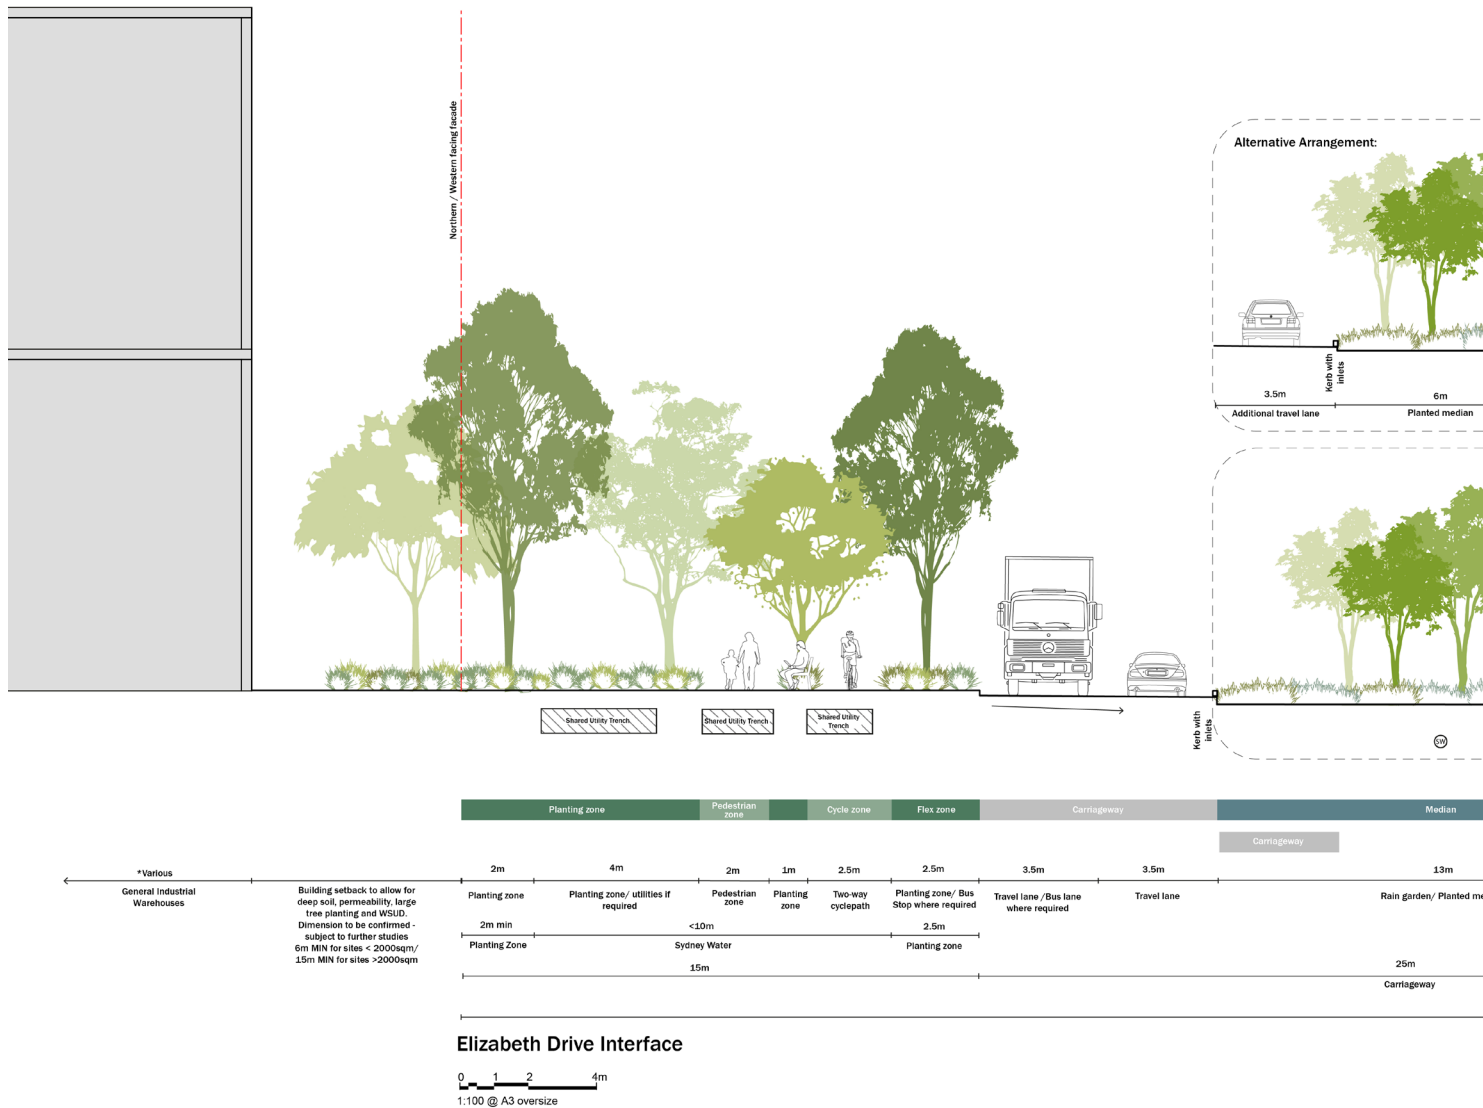 Northern / Western facing facade
Alternative Arrangement:
Kerb with
inlets
3.5m
6m
Additional travel lane
Planted median
Shared Utility Trench
Shared Utility Trench
Shared Utility
Trench
Kerb with
inlets
SW
Planting zone
Pedestrian
zone
Cycle zone
Flex zone
Carriageway
Median
Carriageway
*Various
2m
4m
2m
1m
2.5m
2.5m
3.5m
3.5m
13m
General Industrial
Warehouses
Building setback to allow for
deep soil, permeability, large
tree planting and WSUD.
Dimension to be confirmed -
subject to further studies
6m MIN for sites < 2000sqm/
15m MIN for sites >2000sqm
Planting zone
Planting zone/ utilities if
required
Pedestrian
zone
Planting
zone
Two-way
cyclepath
Planting zone/ Bus
Stop where required
Travel lane /Bus lane
where required
Travel lane
Rain garden/ Planted me
2m min
<10m
2.5m
Planting Zone
Sydney Water
Planting zone
15m
25m
Carriageway
Elizabeth Drive Interface
0 1 2 4m
1:100 @ A3 oversize